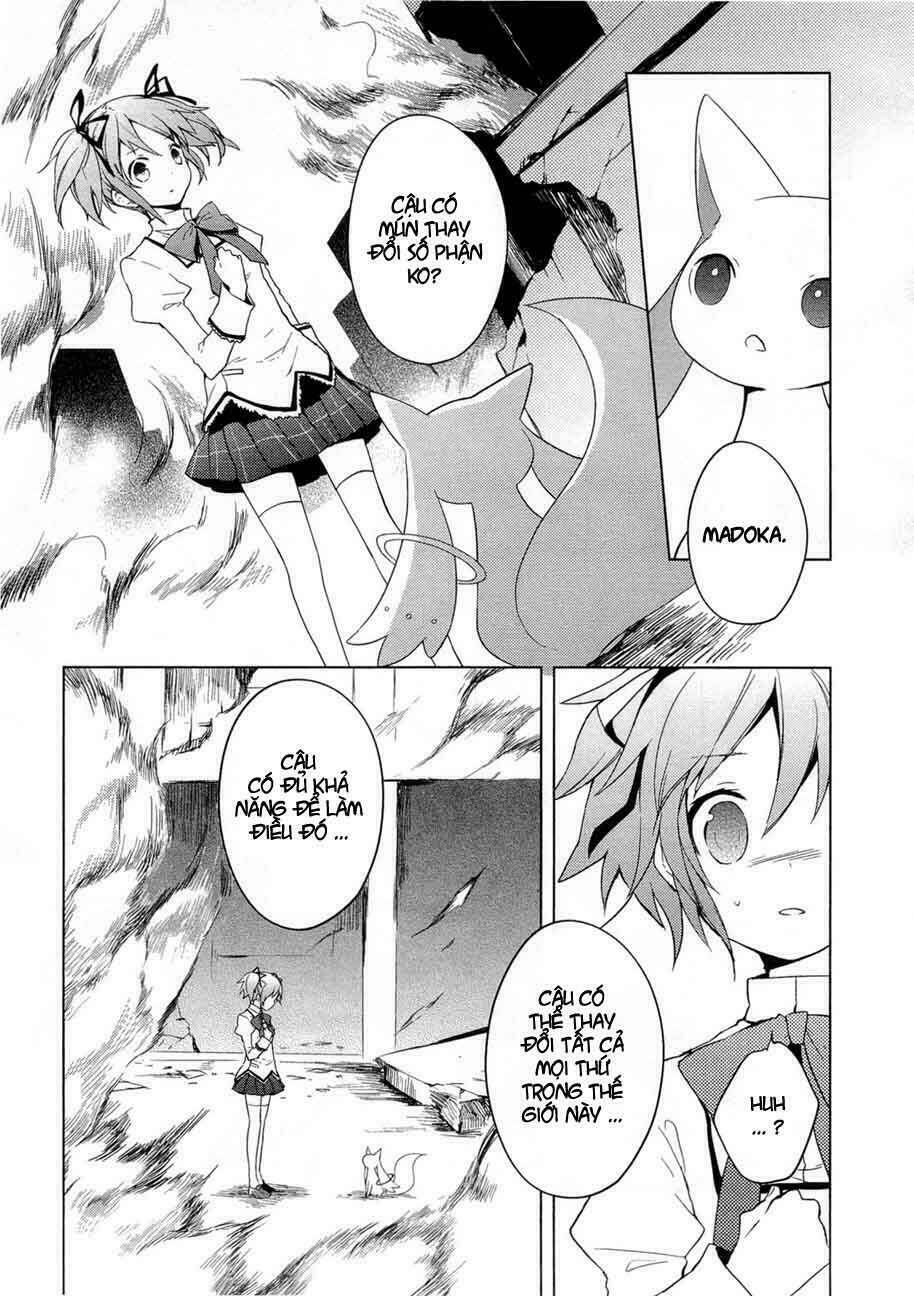 MADOKA.
CẬU CÓ
MÚN THAY
ĐỔI SỐ PHẬN
KO?
HUH
... ?
CẬU CÓ
THỂ THAY
ĐỔI TẤT CẢ
MỌI THỨ
TRONG THẾ
GIỚI NÀY ...
CẬU
CÓ ĐỦ KHẢ
NĂNG ĐỂ LÀM
ĐIỀU ĐÓ ...